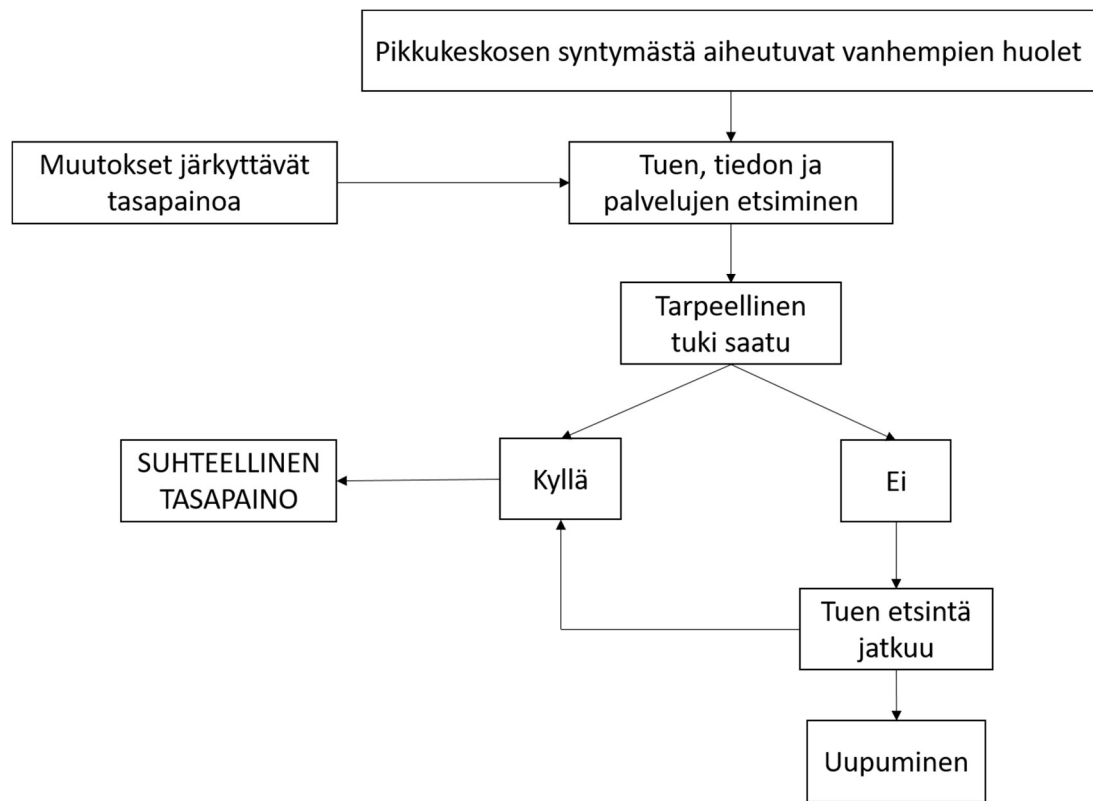 Pikkukeskosen syntymästä aiheutuvat vanhempien huolet
Muutokset järkyttävät
tasapainoa
Tuen, tiedon ja
palvelujen etsiminen
Tarpeellinen
tuki saatu
SUHTEELLINEN
TASAPAINO
Kyllä
Ei
Tuen etsintä
jatkuu
Uupuminen